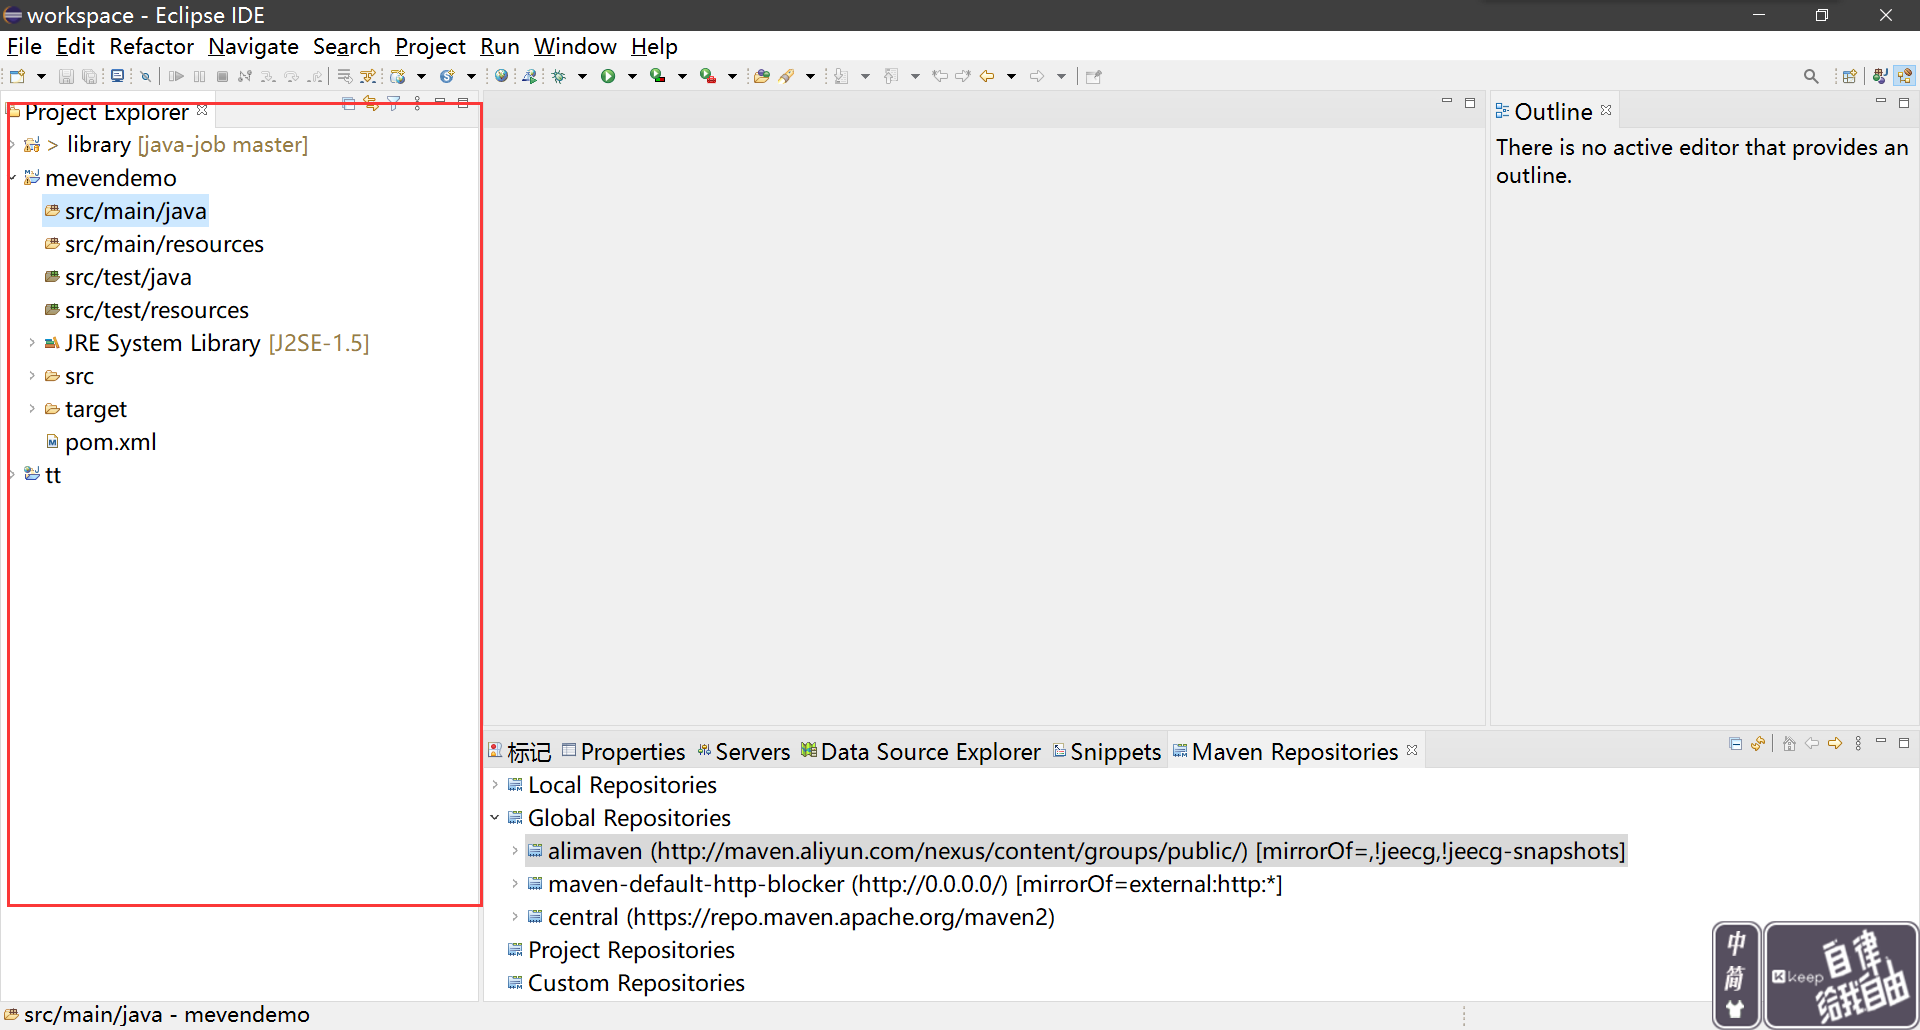 workspace - Eclipse IDE
File Edit Refactor Navigate Search Project Run Window Help
Project Explorer
> library [java-job master]
mevendemo
src/main/java
src/main/resources
src/test/java
src/test/resources
JRE System Library [J2SE-1.5]
src
target
pom.xml
tt
Outline
There is no active editor that provides an
outline.
标记 Properties Servers Data Source Explorer Snippets Maven Repositories
Local Repositories
Global Repositories
alimaven (http://maven.aliyun.com/nexus/content/groups/public/) [mirrorOf=,!jeecg,!jeecg-snapshots]
maven-default-http-blocker (http://0.0.0.0/) [mirrorOf=external:http:*]
central (https://repo.maven.apache.org/maven2)
Project Repositories
Custom Repositories
src/main/java - mevendemo
中
简
keep
自律
给我自由